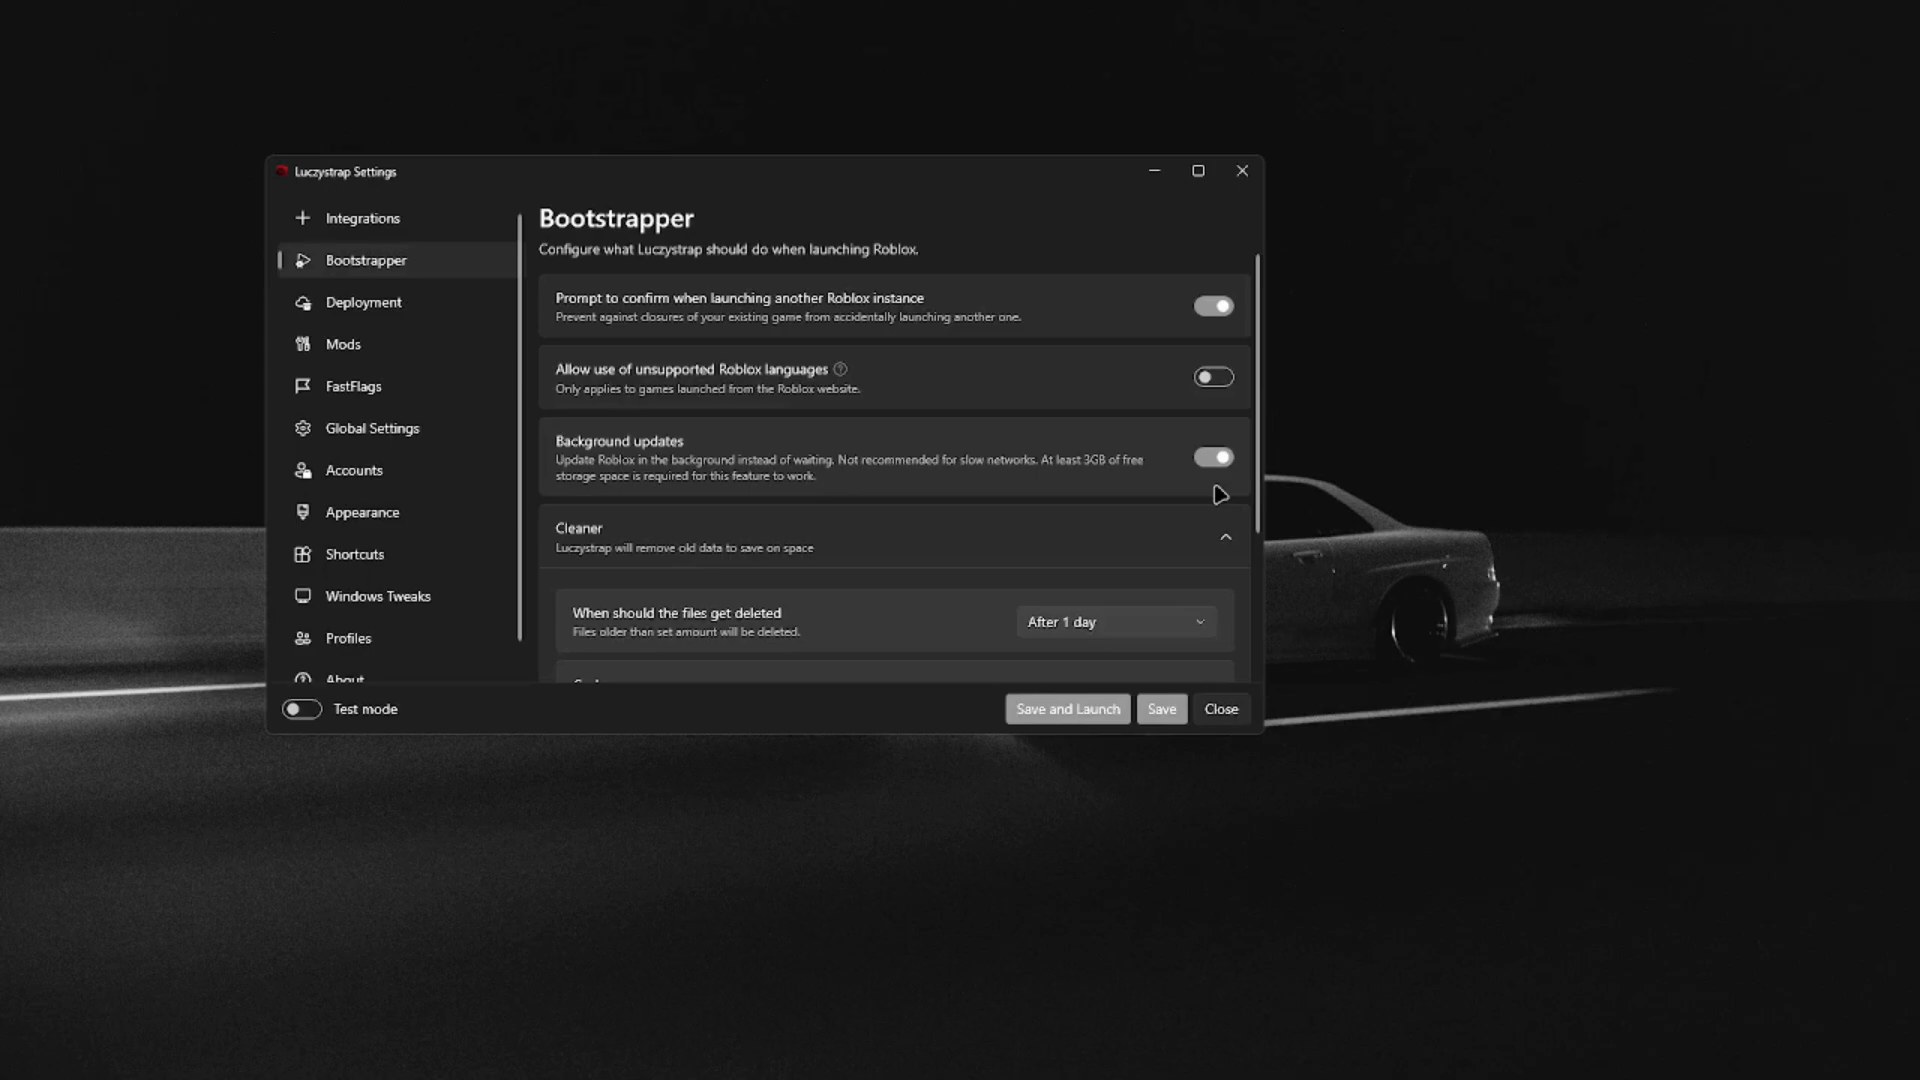 Luczystrap Settings
Integrations
Bootstrapper
Deployment
Mods
FastFlags
Global Settings
Accounts
Appearance
Shortcuts
Windows Tweaks
Profiles
About
Bootstrapper
Configure what Luczystrap should do when launching Roblox.
Prompt to confirm when launching another Roblox instance
Prevent against closures of your existing game from accidentally launching another one.
Allow use of unsupported Roblox languages
Only applies to games launched from the Roblox website.
Background updates
Update Roblox in the background instead of waiting. Not recommended for slow networks. At least 3GB of free
storage space is required for this feature to work.
Cleaner
Luczystrap will remove old data to save on space
When should the files get deleted
Files older than set amount will be deleted.
After 1 day
Test mode
Save and Launch
Save
Close